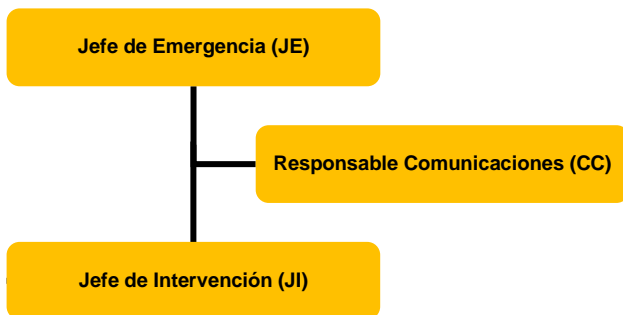 Jefe de Emergencia (JE)
Responsable Comunicaciones (CC)
Jefe de Intervención (JI)